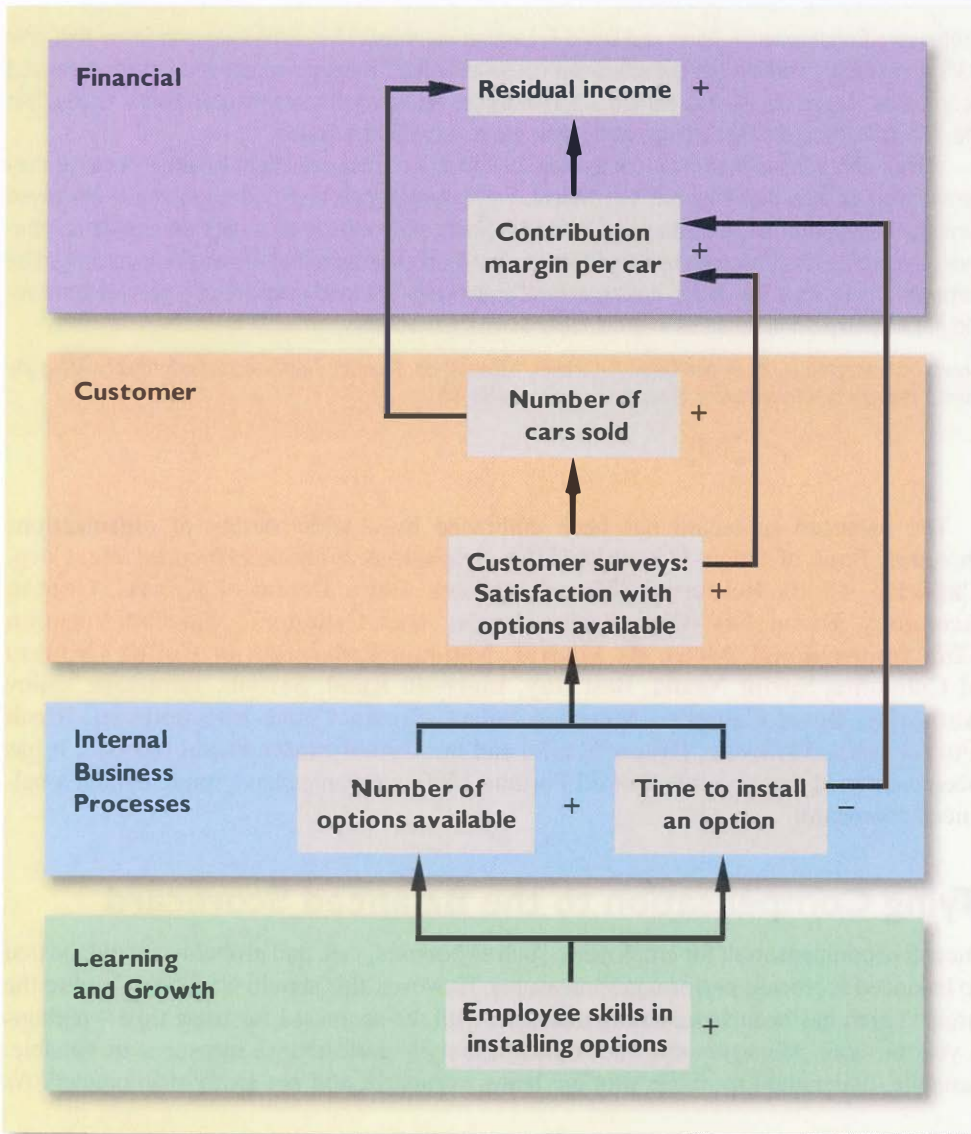 Financial
Residual income +
Contribution
margin per car +
Customer
Number of
cars sold +
Customer surveys:
Satisfaction with
options available +
Internal
Business
Processes
Number of
options available +
Time to install
an option −
Learning
and Growth
Employee skills in
installing options +